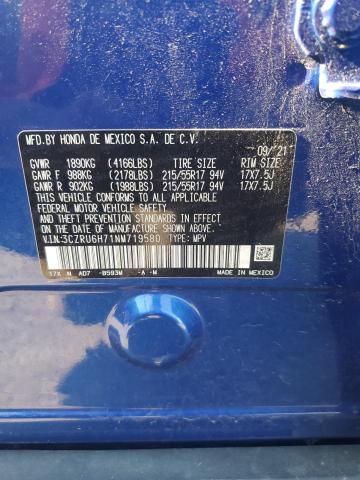 MFD.BY HONDA DE MEXICO S.A. DE C.V. 09/21
GVWR 1890KG (4166LBS) TIRE SIZE RIM SIZE
GAWR F 988KG (2178LBS) 215/55R17 94V 17X7.5J
GAWR R 902KG (1988LBS) 215/55R17 94V 17X7.5J
THIS VEHICLE CONFORMS TO ALL APPLICABLE
FEDERAL MOTOR VEHICLE SAFETY AND
THEFT PREVENTION STANDARDS IN EFFECT ON
THE DATE OF MANUFACTURE SHOWN ABOVE.
V.I.N:3CZRU6H71NM719580 TYPE: MPV
17X N AD7 -B593M -A -M MADE IN MEXICO